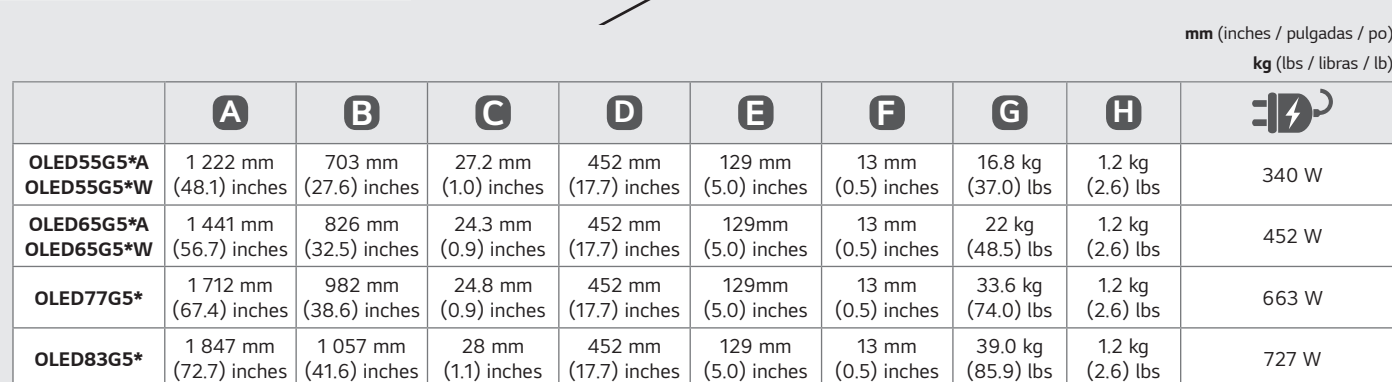 mm (inches / pulgadas / po)
kg (lbs / libras / lb)
A B C D E F G H
OLED55G5*A 1 222 mm 703 mm 27.2 mm 452 mm 129 mm 13 mm 16.8 kg 1.2 kg 340 W
OLED55G5*W (48.1) inches (27.6) inches (1.0) inches (17.7) inches (5.0) inches (0.5) inches (37.0) lbs (2.6) lbs
OLED65G5*A 1 441 mm 826 mm 24.3 mm 452 mm 129mm 13 mm 22 kg 1.2 kg 452 W
OLED65G5*W (56.7) inches (32.5) inches (0.9) inches (17.7) inches (5.0) inches (0.5) inches (48.5) lbs (2.6) lbs
OLED77G5* 1 712 mm 982 mm 24.8 mm 452 mm 129mm 13 mm 33.6 kg 1.2 kg 663 W
(67.4) inches (38.6) inches (0.9) inches (17.7) inches (5.0) inches (0.5) inches (74.0) lbs (2.6) lbs
OLED83G5* 1 847 mm 1 057 mm 28 mm 452 mm 129 mm 13 mm 39.0 kg 1.2 kg 727 W
(72.7) inches (41.6) inches (1.1) inches (17.7) inches (5.0) inches (0.5) inches (85.9) lbs (2.6) lbs